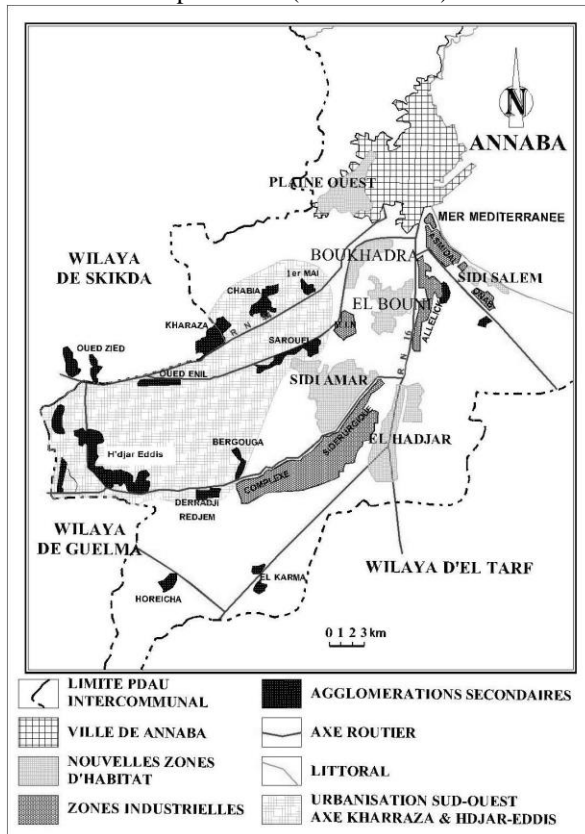 N
ANNABA
PLAINE OUEST
MER MEDITERRANEE
WILAYA
DE SKIKDA
BOUKHADRA
ASMIDAL
SIDI SALEM
1er MAI
CHABIA
EL BOUNI
ALLELICK
KHARAZA
R N
SAROUEL
R N 16
OUED ZIED
OUED ENIL
SIDI AMAR
BERGOUGA
EL HADJAR
H'djar Eddis
COMPLEXE SIDERURGIQUE
DERRADJI
REDJEM
WILAYA
DE GUELMA
WILAYA D'EL TARF
EL KARMA
HOREICHA
0 1 2 3 km
LIMITE PDAU
INTERCOMMUNAL
AGGLOMERATIONS SECONDAIRES
VILLE DE ANNABA
AXE ROUTIER
NOUVELLES ZONES
D'HABITAT
LITTORAL
ZONES INDUSTRIELLES
URBANISATION SUD-OUEST
AXE KHARRAZA & HDJAR-EDDIS